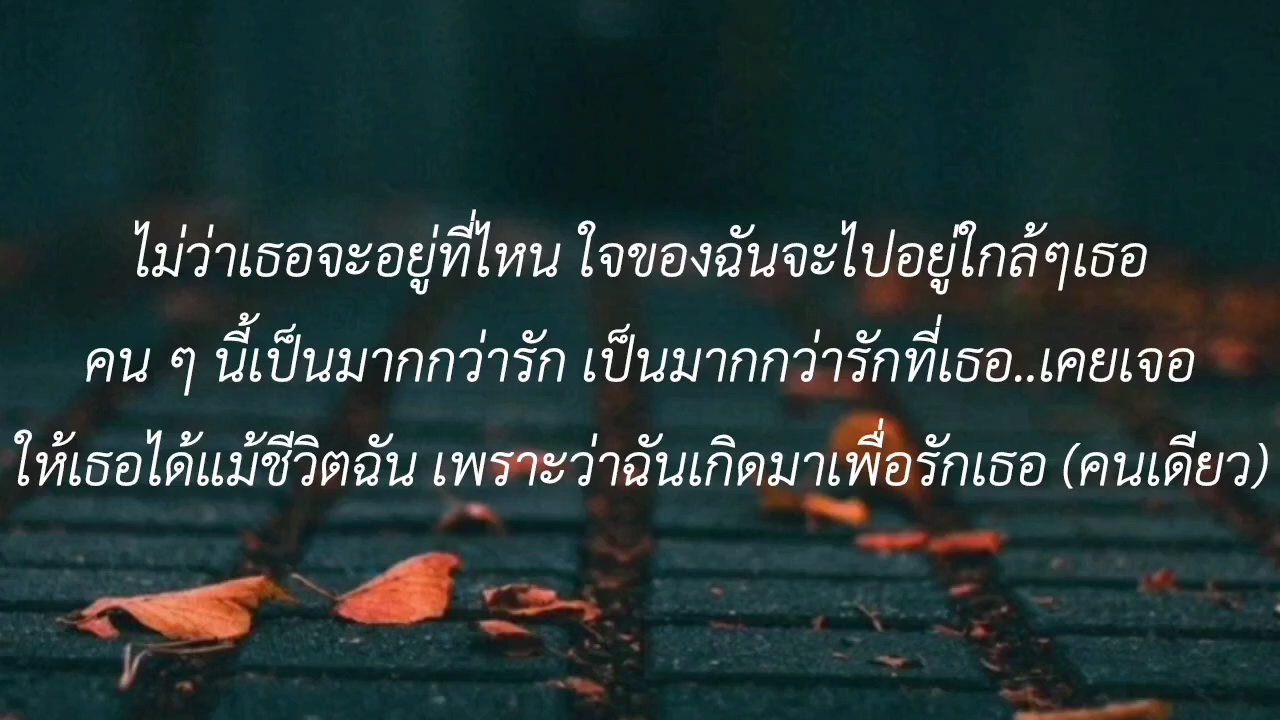 ไม่ว่าเธอจะอยู่ที่ไหน ใจของฉันจะไปอยู่ใกล้ๆเธอ
คน ๆ นี้เป็นมากกว่ารัก เป็นมากกว่ารักที่เธอ..เคยเจอ
ให้เธอได้แม้ชีวิตฉัน เพราะว่าฉันเกิดมาเพื่อรักเธอ (คนเดียว)